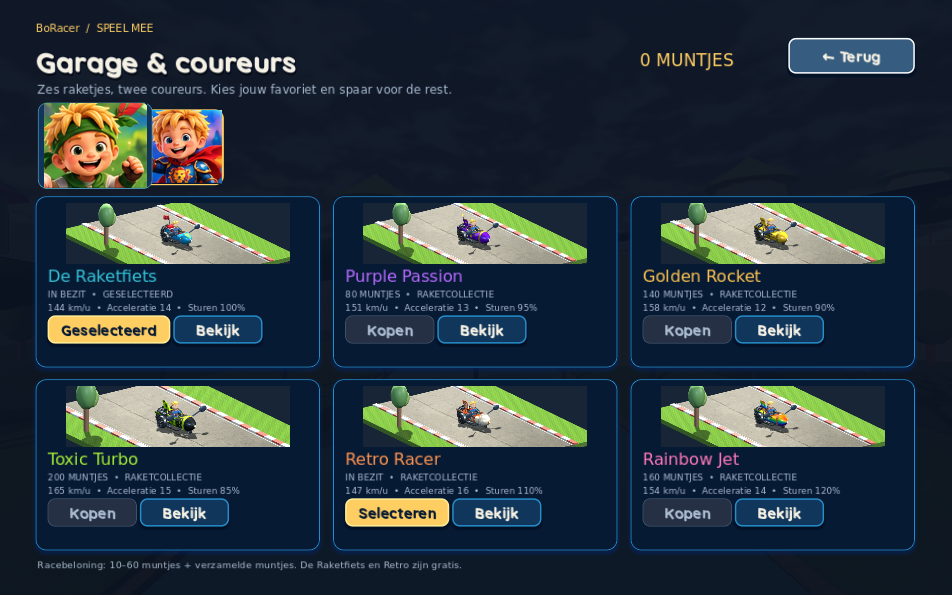 BoRacer / SPEEL MEE
Garage & coureurs
0 MUNTJES
← Terug
Zes raketjes, twee coureurs. Kies jouw favoriet en spaar voor de rest.
De Raketfiets
IN BEZIT • GESELECTEERD
144 km/u • Acceleratie 14 • Sturen 100%
Geselecteerd
Bekijk
Purple Passion
80 MUNTJES • RAKETCOLLECTIE
151 km/u • Acceleratie 13 • Sturen 95%
Kopen
Bekijk
Golden Rocket
140 MUNTJES • RAKETCOLLECTIE
158 km/u • Acceleratie 12 • Sturen 90%
Kopen
Bekijk
Toxic Turbo
200 MUNTJES • RAKETCOLLECTIE
165 km/u • Acceleratie 15 • Sturen 85%
Kopen
Bekijk
Retro Racer
IN BEZIT • RAKETCOLLECTIE
147 km/u • Acceleratie 16 • Sturen 110%
Selecteren
Bekijk
Rainbow Jet
160 MUNTJES • RAKETCOLLECTIE
154 km/u • Acceleratie 14 • Sturen 120%
Kopen
Bekijk
Racebeloning: 10–60 muntjes + verzamelde muntjes. De Raketfiets en Retro zijn gratis.